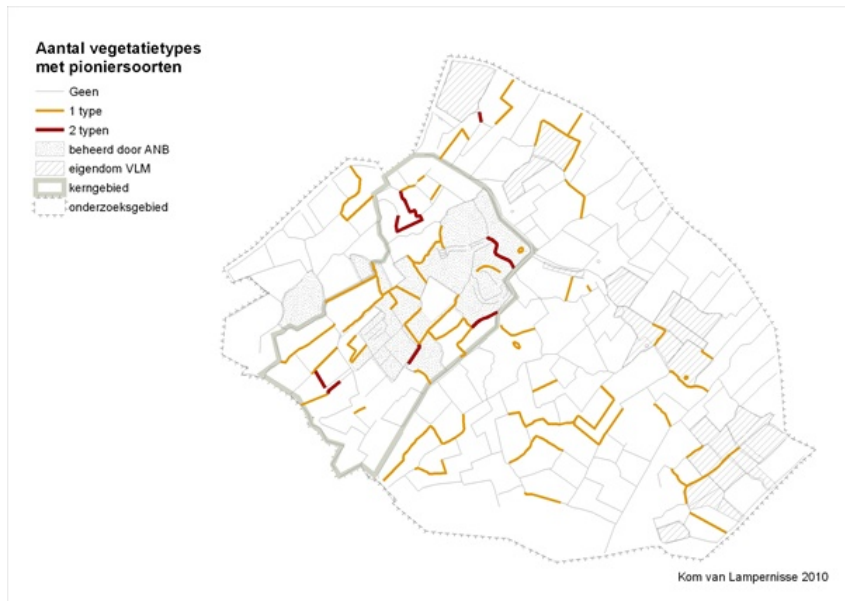 Aantal vegetatietypes
met pioniersoorten
Geen
1 type
2 typen
beheerd door ANB
eigendom VLM
kerngebied
onderzoeksgebied
Kom van Lampernisse 2010